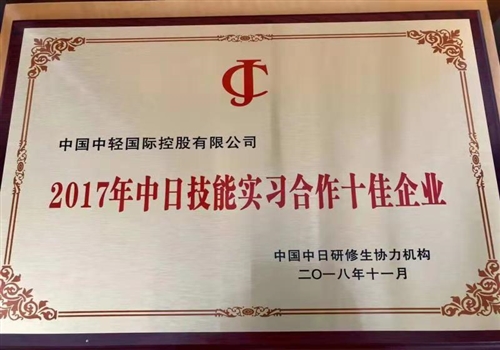 中国中轻国际控股有限公司
2017年中日技能实习合作十佳企业
中国中日研修生协力机构
二〇一八年十一月